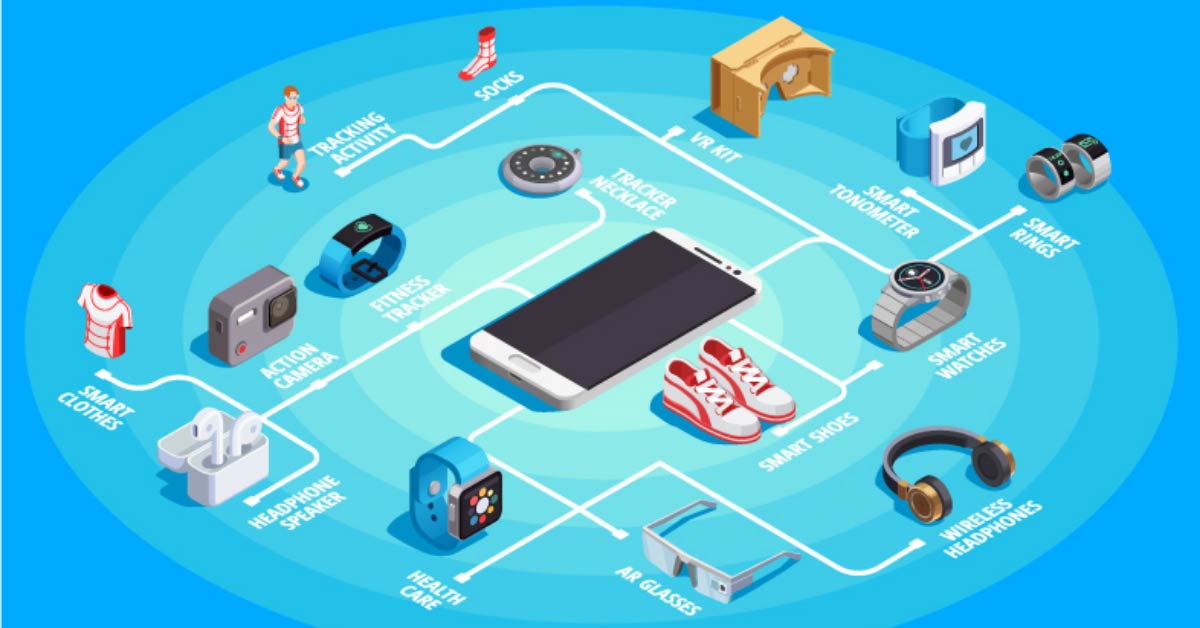 SOCKS
TRACKING
ACTIVITY
VR KIT
TRACKER
NECKLACE
SMART
TONOMETER
SMART
RINGS
FITNESS
TRACKER
ACTION
CAMERA
SMART
WATCHES
SMART
CLOTHES
SMART SHOES
HEADPHONE
SPEAKER
WIRELESS
HEADPHONES
HEALTH
CARE
AR GLASSES